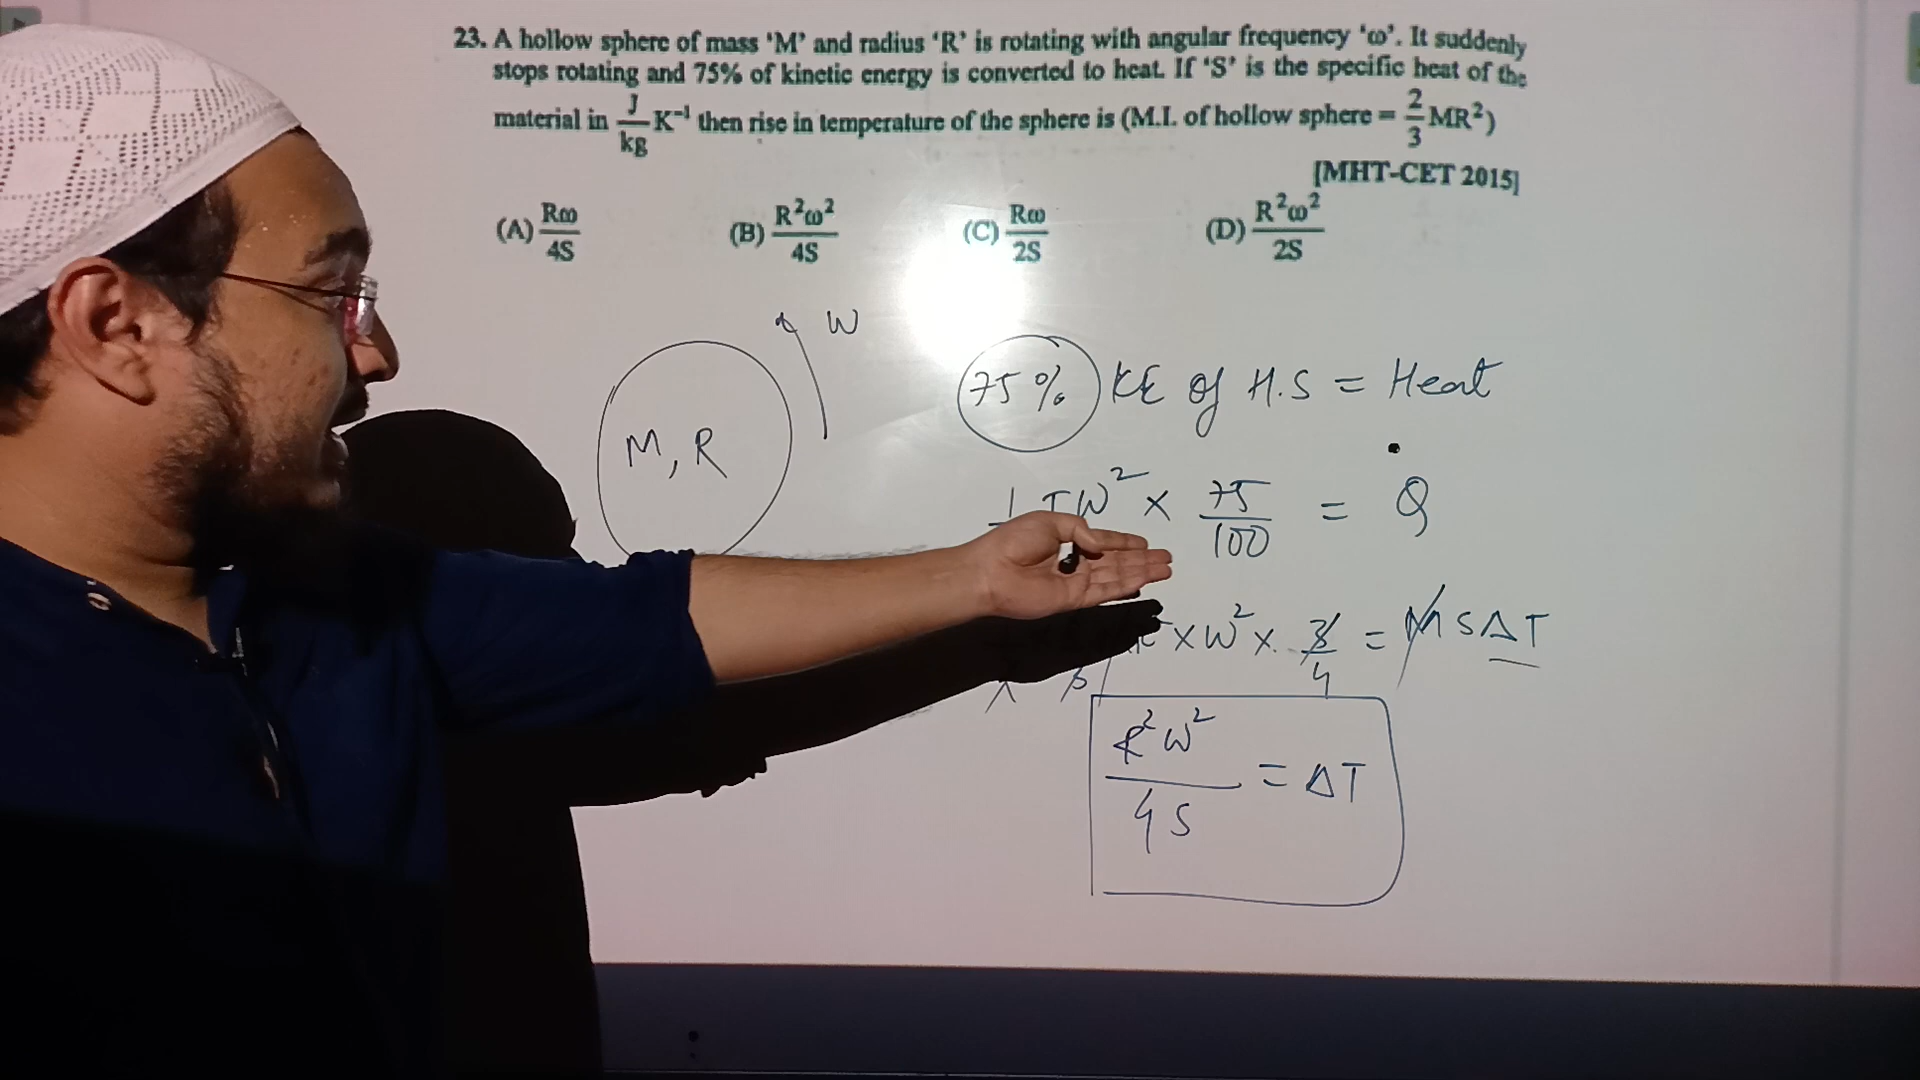 23. A hollow sphere of mass ‘M’ and radius ‘R’ is rotating with angular frequency ‘ω’. It suddenly
stops rotating and 75% of kinetic energy is converted to heat. If ‘S’ is the specific heat of the
material in J/kg K⁻¹ then rise in temperature of the sphere is (M.I. of hollow sphere = 2/3 MR²)
[MHT-CET 2015]
(A) Rω/4S (B) R²ω²/4S (C) Rω/2S (D) R²ω²/2S
W
M, R
75% KE of H.S = Heat
W² × 75/100 = Q
× W² × 3/4 = M S ΔT
R²W²/4S = ΔT